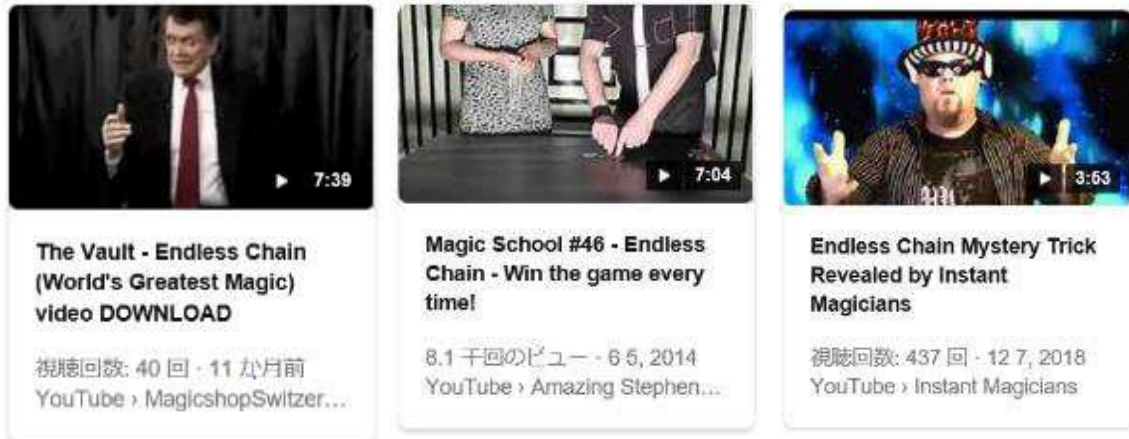 7:39
The Vault - Endless Chain
(World's Greatest Magic)
video DOWNLOAD
視聴回数: 40 回 · 11 か月前
YouTube › MagicshopSwitzer...
7:04
Magic School #46 - Endless
Chain - Win the game every
time!
8.1 千回のビュー · 6 5, 2014
YouTube › Amazing Stephen...
3:53
Endless Chain Mystery Trick
Revealed by Instant
Magicians
視聴回数: 437 回 · 12 7, 2018
YouTube › Instant Magicians